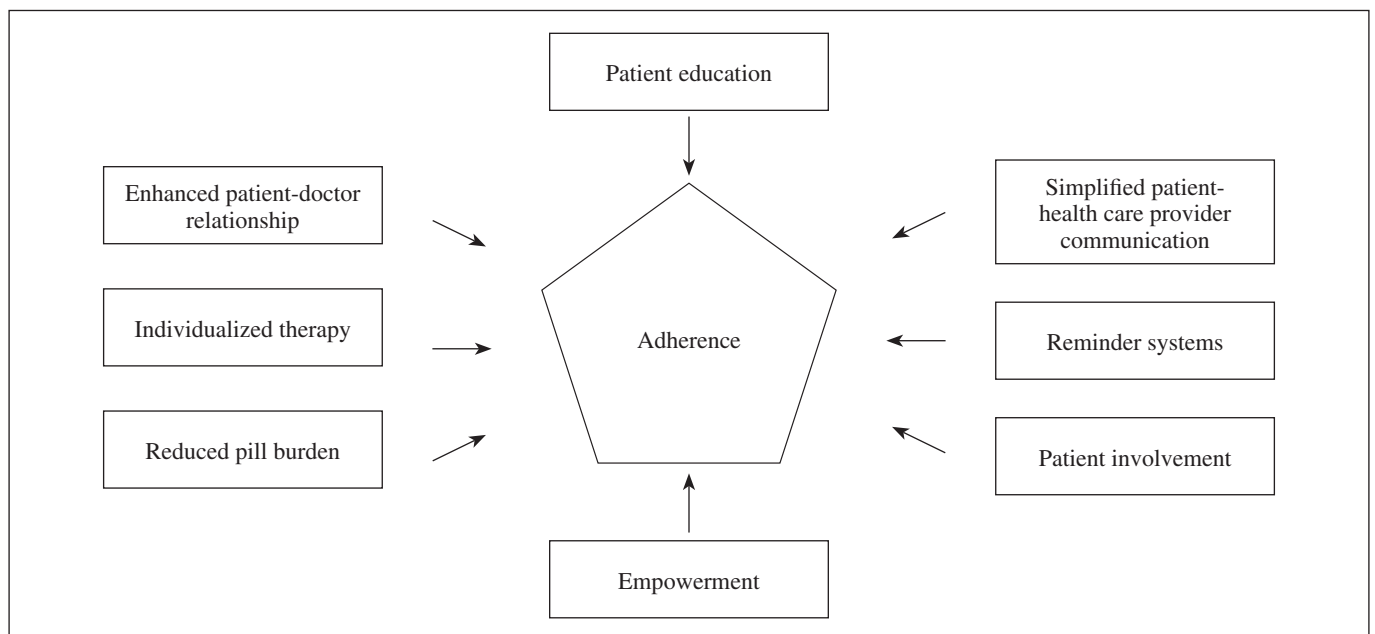 Patient education
Enhanced patient-doctor
relationship
Individualized therapy
Reduced pill burden
Adherence
Simplified patient-
health care provider
communication
Reminder systems
Patient involvement
Empowerment